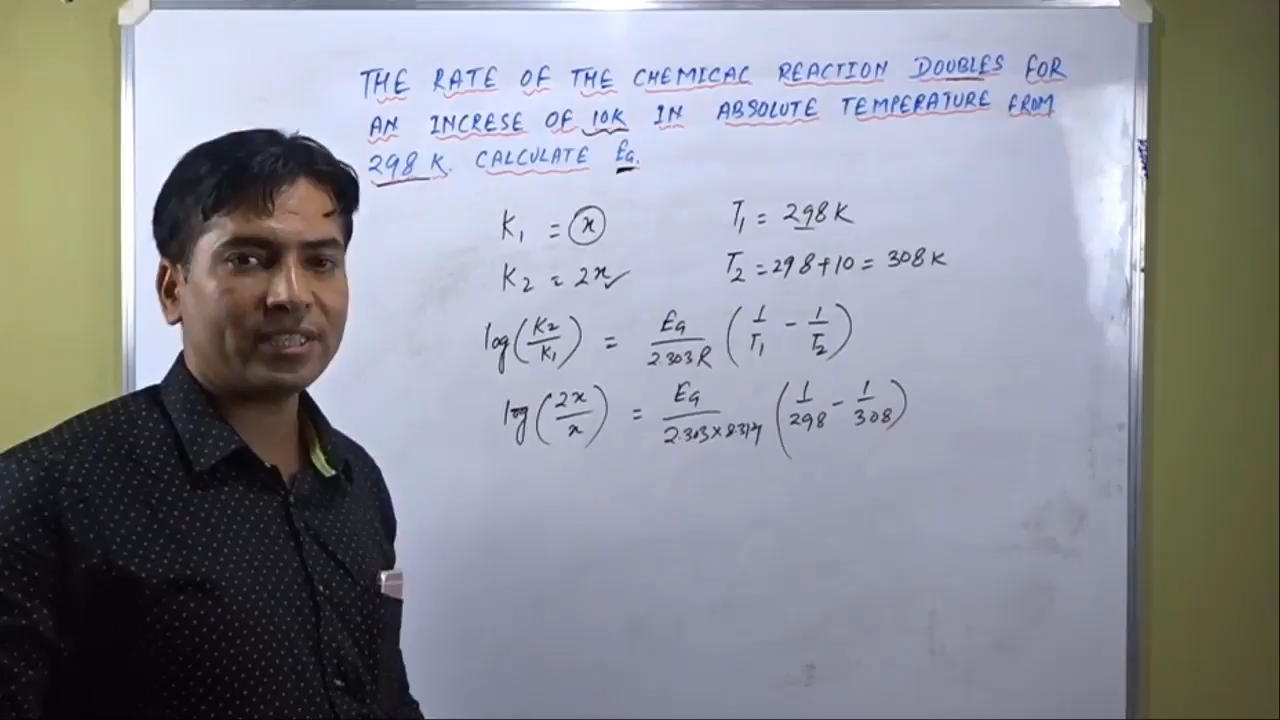 THE RATE OF THE CHEMICAL REACTION DOUBLES FOR
AN INCRESE OF 10K IN ABSOLUTE TEMPERATURE FROM
298 K. CALCULATE Ea.
K₁ = x T₁ = 298K
K₂ = 2x T₂ = 298+10 = 308K
log(K₂/K₁) = Ea/2.303R (1/T₁ - 1/T₂)
log(2x/x) = Ea/2.303×8.314 (1/298 - 1/308)